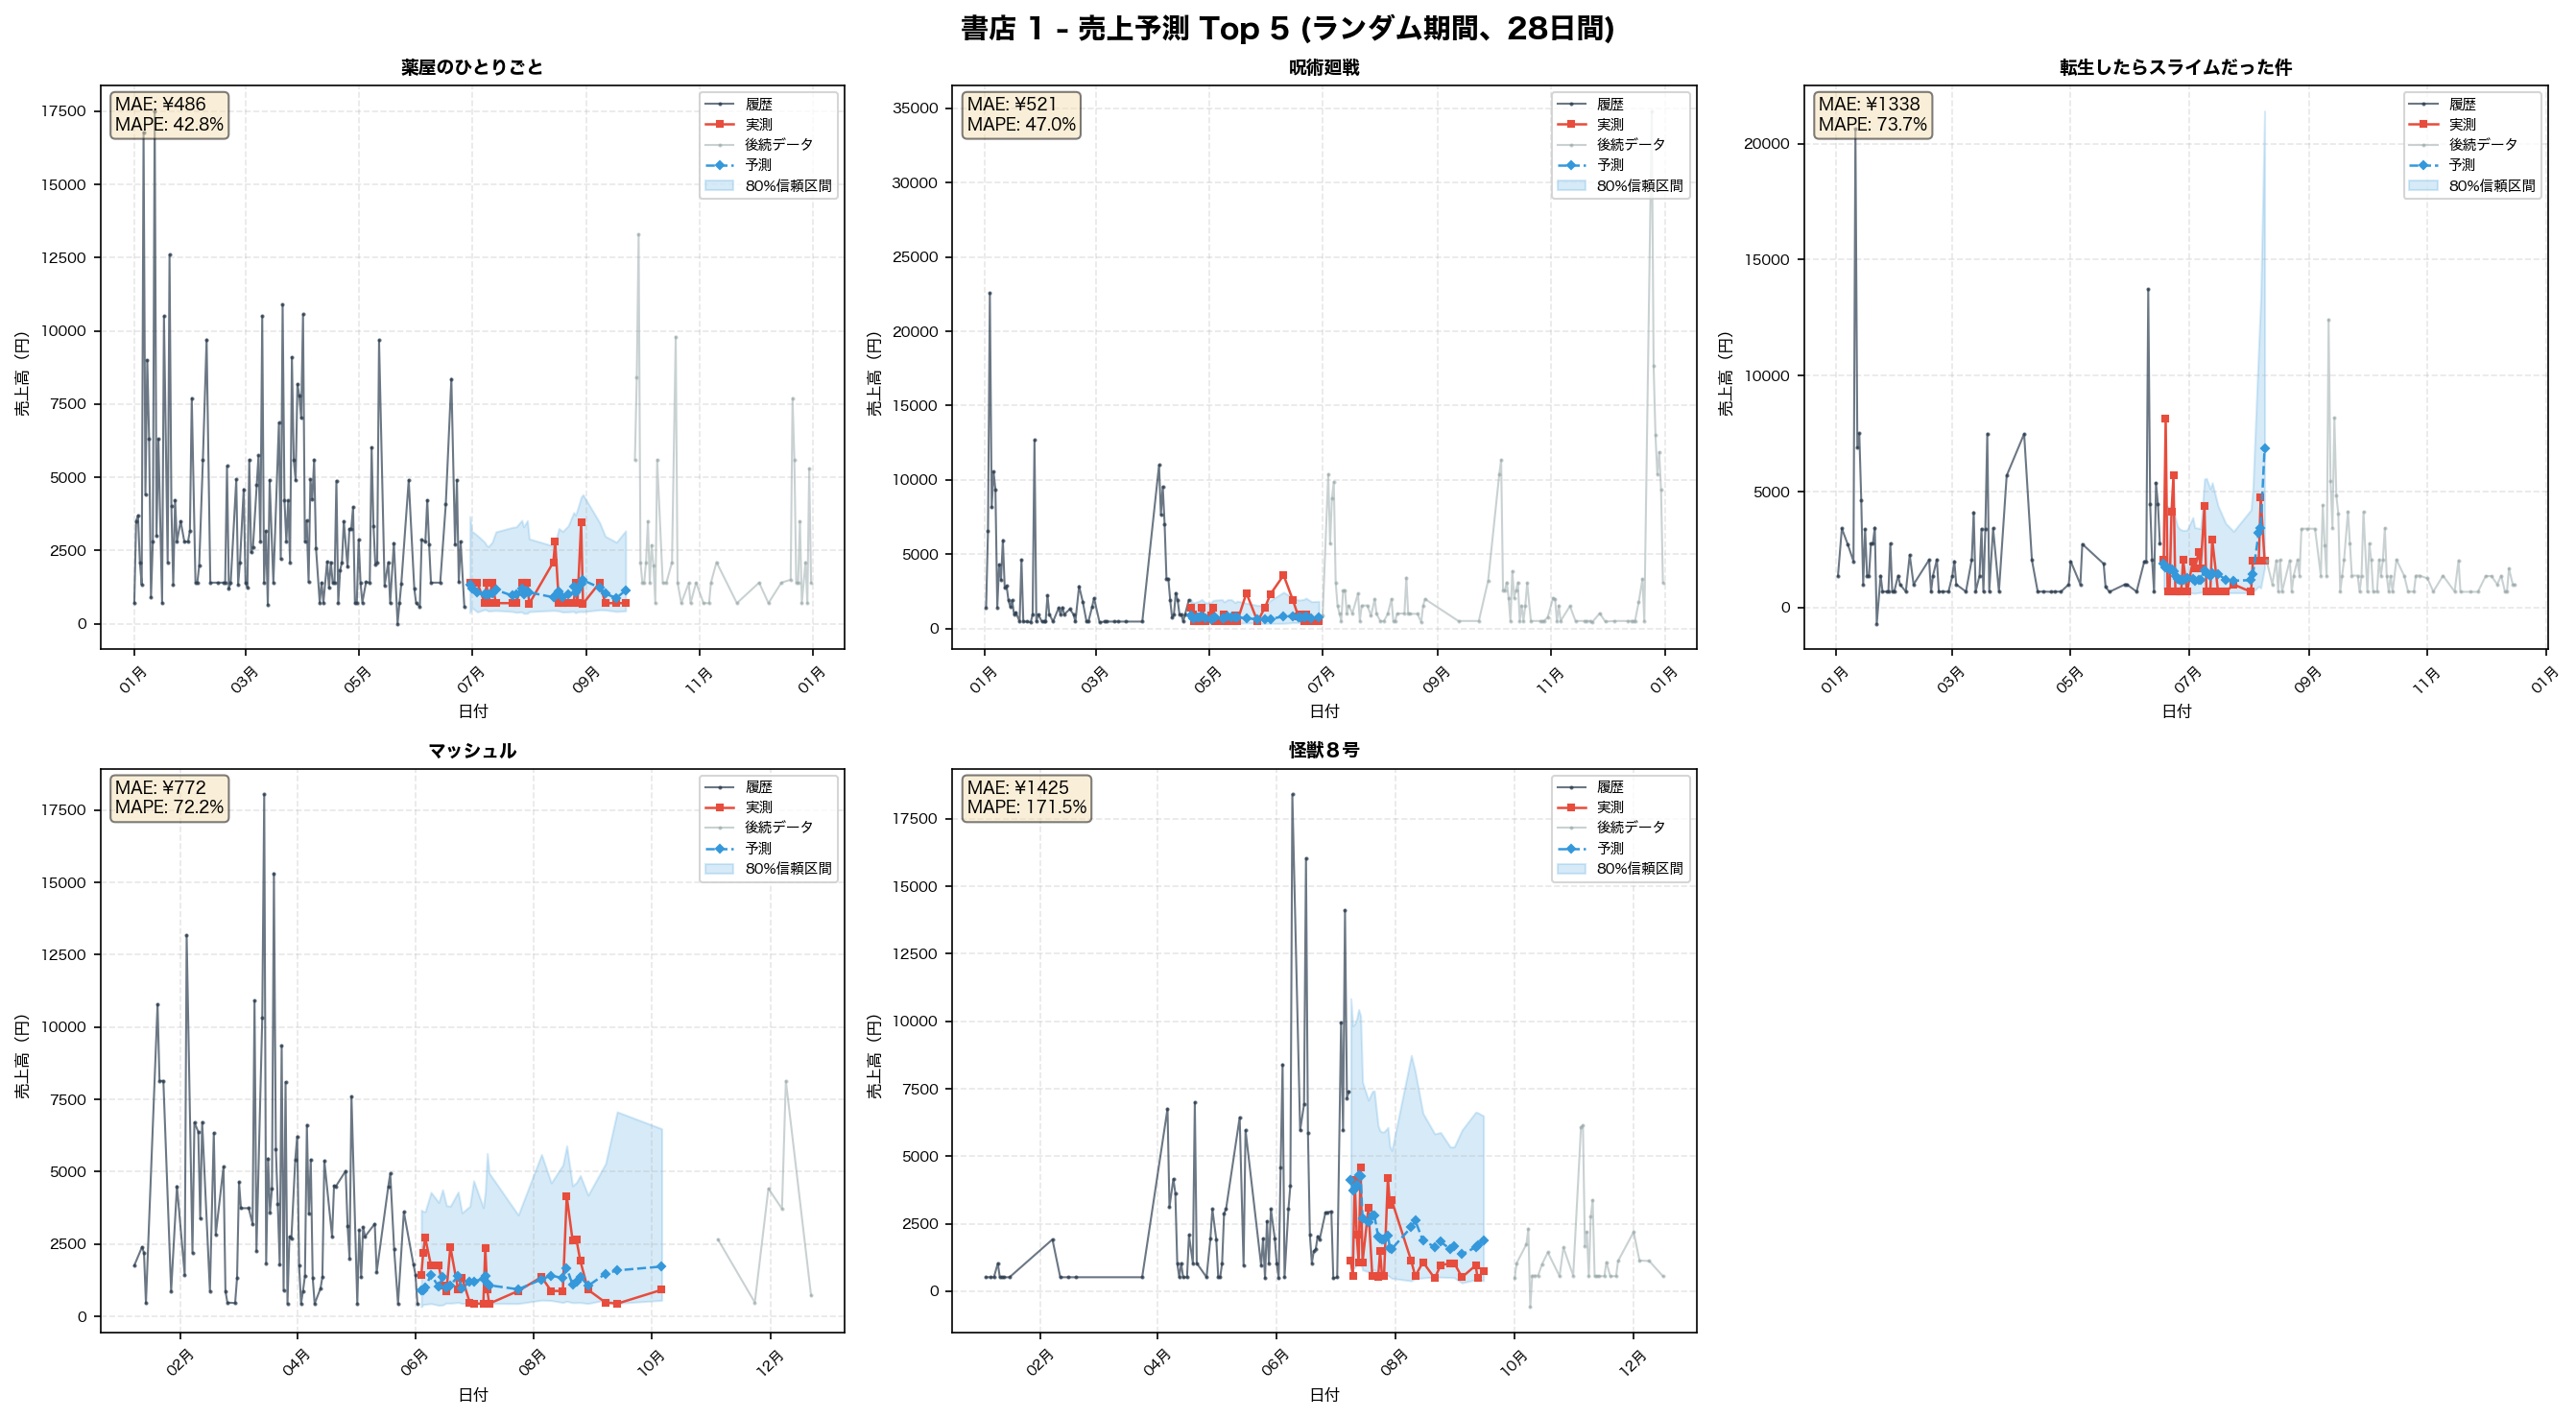 書店 1 - 売上予測 Top 5 (ランダム期間、28日間)
薬屋のひとりごと
MAE: ¥486
MAPE: 42.8%
履歴
実測
後続データ
予測
80%信頼区間
17500
15000
12500
10000
7500
5000
2500
0
売上高（円）
01月
03月
05月
07月
09月
11月
01月
日付
呪術廻戦
MAE: ¥521
MAPE: 47.0%
履歴
実測
後続データ
予測
80%信頼区間
35000
30000
25000
20000
15000
10000
5000
0
売上高（円）
01月
03月
05月
07月
09月
11月
01月
日付
転生したらスライムだった件
MAE: ¥1338
MAPE: 73.7%
履歴
実測
後続データ
予測
80%信頼区間
20000
15000
10000
5000
0
売上高（円）
01月
03月
05月
07月
09月
11月
01月
日付
マッシュル
MAE: ¥772
MAPE: 72.2%
履歴
実測
後続データ
予測
80%信頼区間
17500
15000
12500
10000
7500
5000
2500
0
売上高（円）
02月
04月
06月
08月
10月
12月
日付
怪獣８号
MAE: ¥1425
MAPE: 171.5%
履歴
実測
後続データ
予測
80%信頼区間
17500
15000
12500
10000
7500
5000
2500
0
売上高（円）
02月
04月
06月
08月
10月
12月
日付